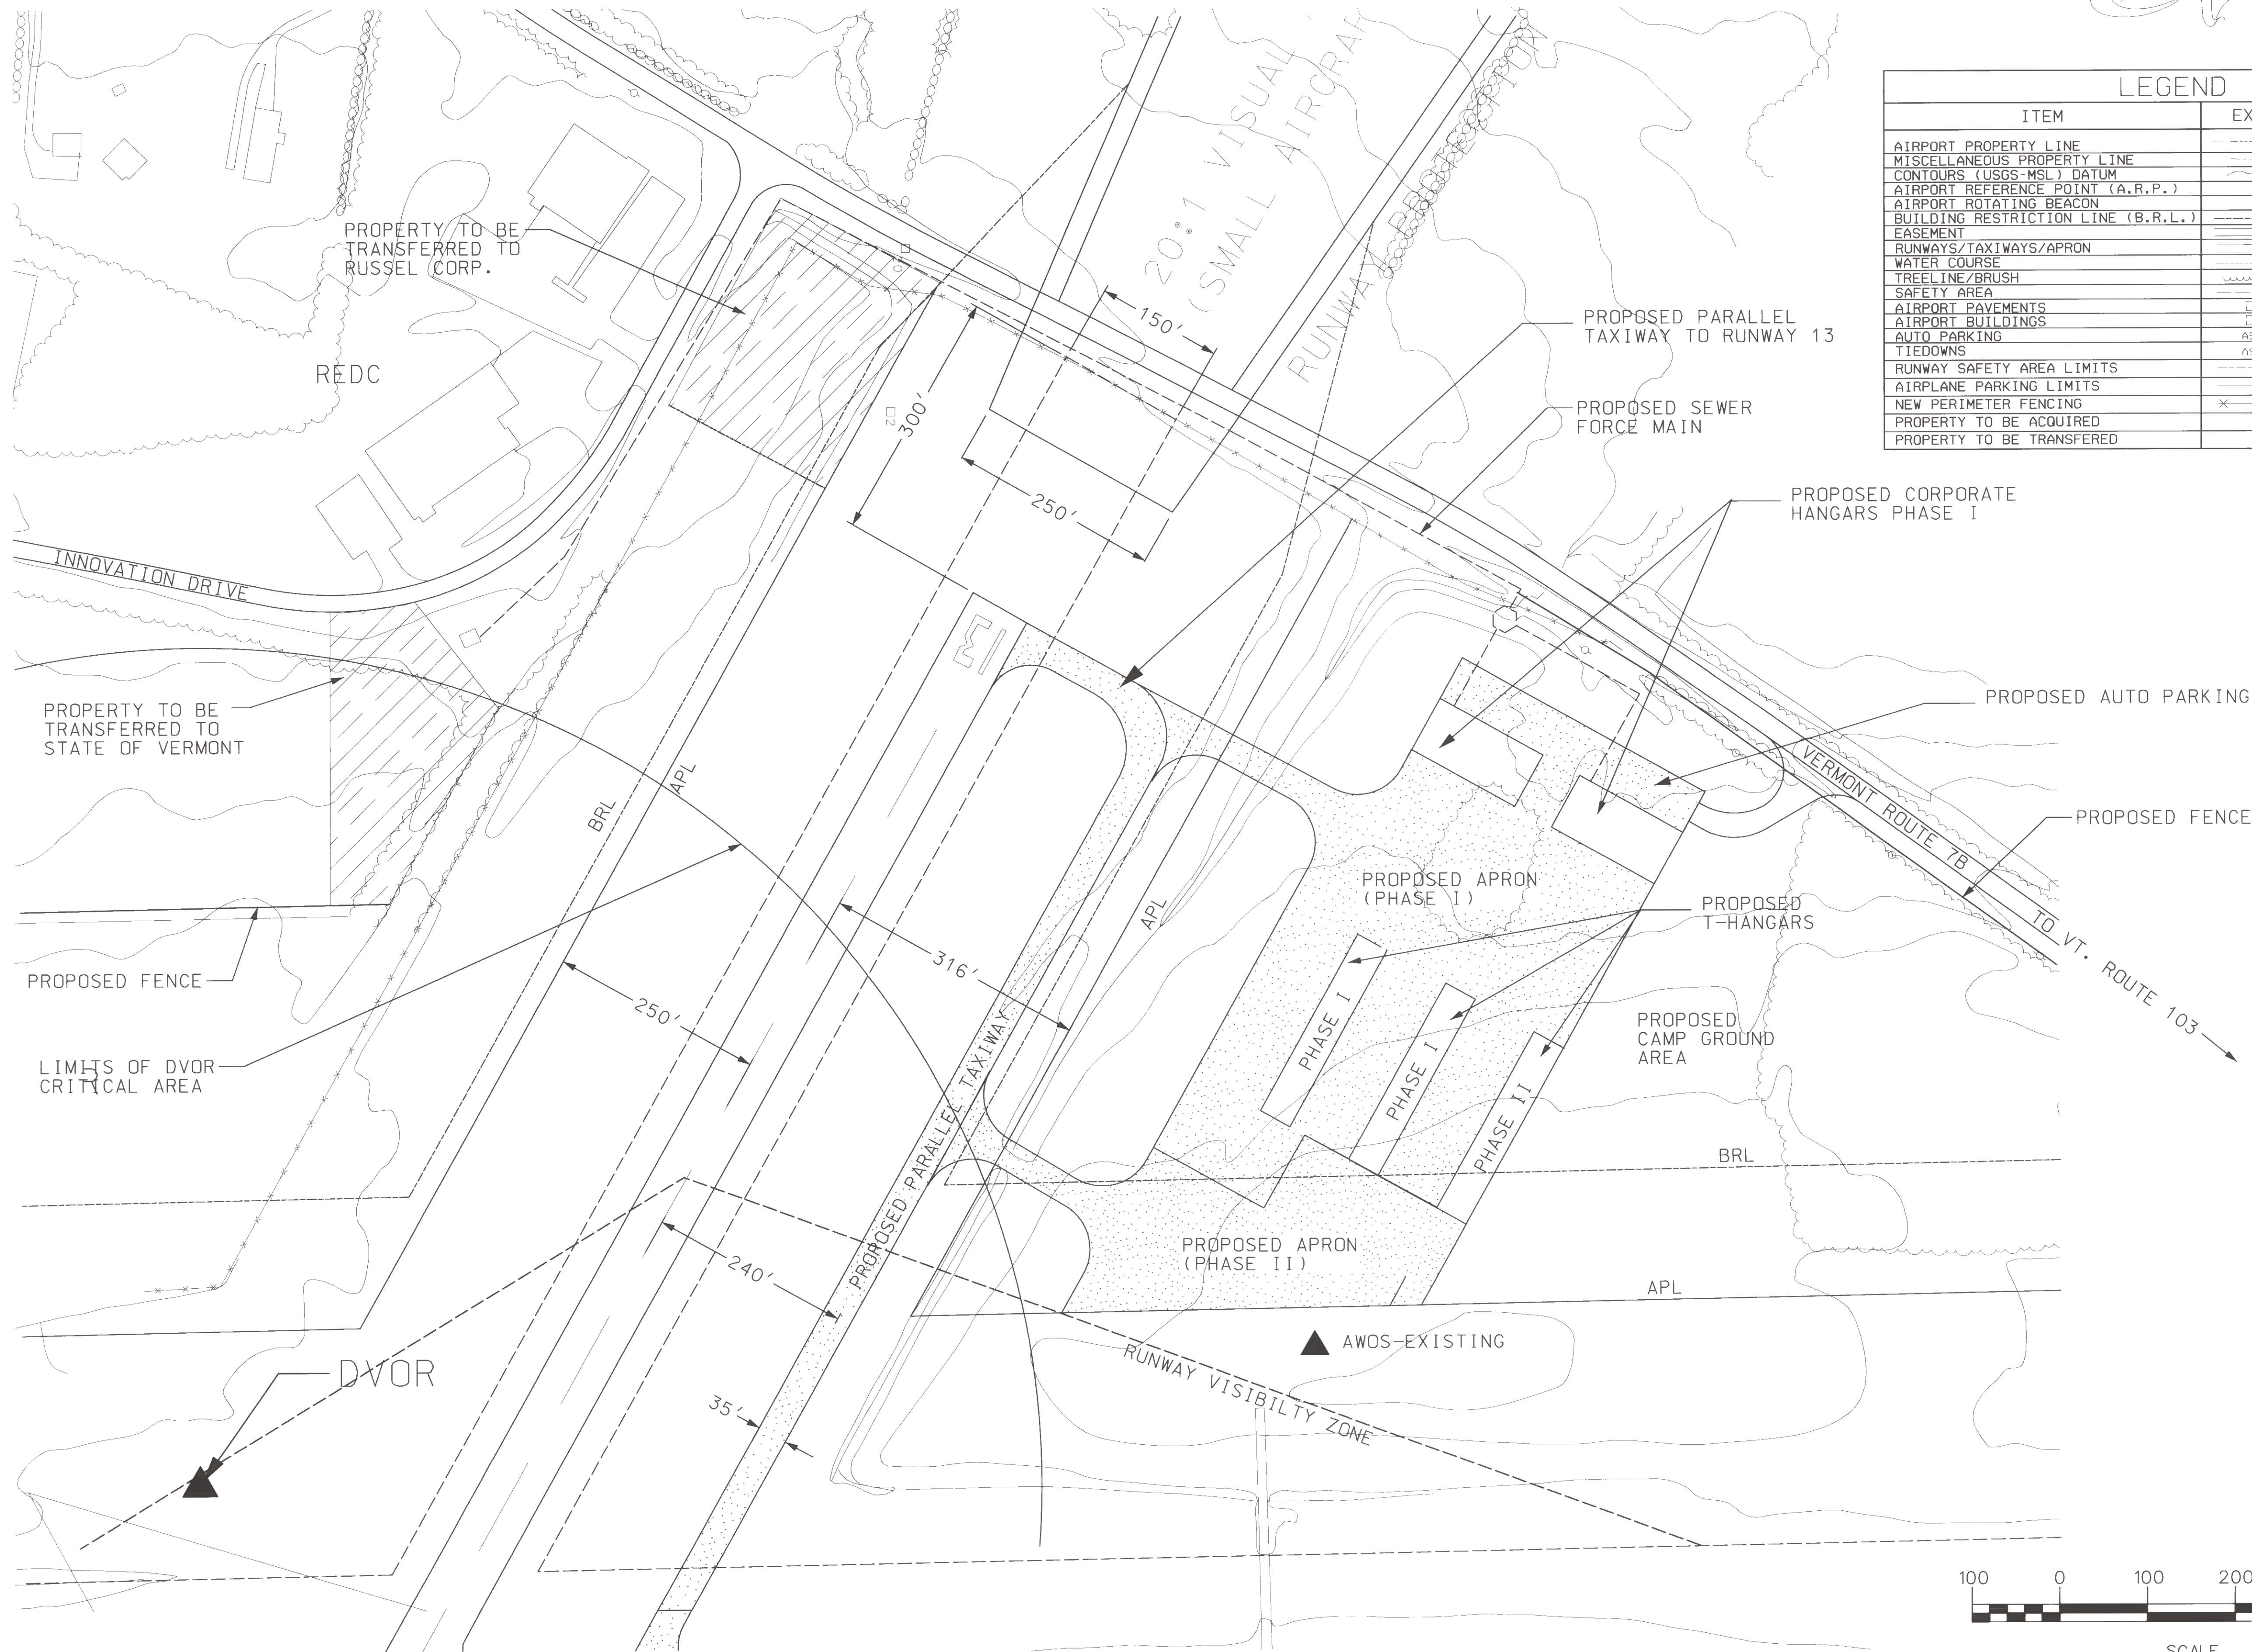 LEGEND
ITEM
EX
AIRPORT PROPERTY LINE
MISCELLANEOUS PROPERTY LINE
CONTOURS (USGS-MSL) DATUM
AIRPORT REFERENCE POINT (A.R.P.)
AIRPORT ROTATING BEACON
BUILDING RESTRICTION LINE (B.R.L.)
EASEMENT
RUNWAYS/TAXIWAYS/APRON
WATER COURSE
TREELINE/BRUSH
SAFETY AREA
AIRPORT PAVEMENTS
AIRPORT BUILDINGS
AUTO PARKING
TIEDOWNS
RUNWAY SAFETY AREA LIMITS
AIRPLANE PARKING LIMITS
NEW PERIMETER FENCING
PROPERTY TO BE ACQUIRED
PROPERTY TO BE TRANSFERED
20:1 VISUAL
(SMALL AIRCRAF
RUNWAY PROTECTION
PROPERTY TO BE
TRANSFERRED TO
RUSSEL CORP.
REDC
150'
300'
250'
PROPOSED PARALLEL
TAXIWAY TO RUNWAY 13
PROPOSED SEWER
FORCE MAIN
PROPOSED CORPORATE
HANGARS PHASE I
INNOVATION DRIVE
13
PROPERTY TO BE
TRANSFERRED TO
STATE OF VERMONT
PROPOSED AUTO PARKING
VERMONT ROUTE 7B
TO VT. ROUTE 103
PROPOSED FENCE
BRL
APL
APL
PROPOSED APRON
(PHASE I)
PROPOSED
T-HANGARS
PROPOSED FENCE
316'
250'
LIMITS OF DVOR
CRITICAL AREA
PHASE I
PHASE I
PHASE II
PROPOSED
CAMP GROUND
AREA
PROPOSED PARALLEL TAXIWAY
BRL
240'
PROPOSED APRON
(PHASE II)
APL
AWOS-EXISTING
DVOR
RUNWAY VISIBILTY ZONE
35'
100 0 100 200
SCALE